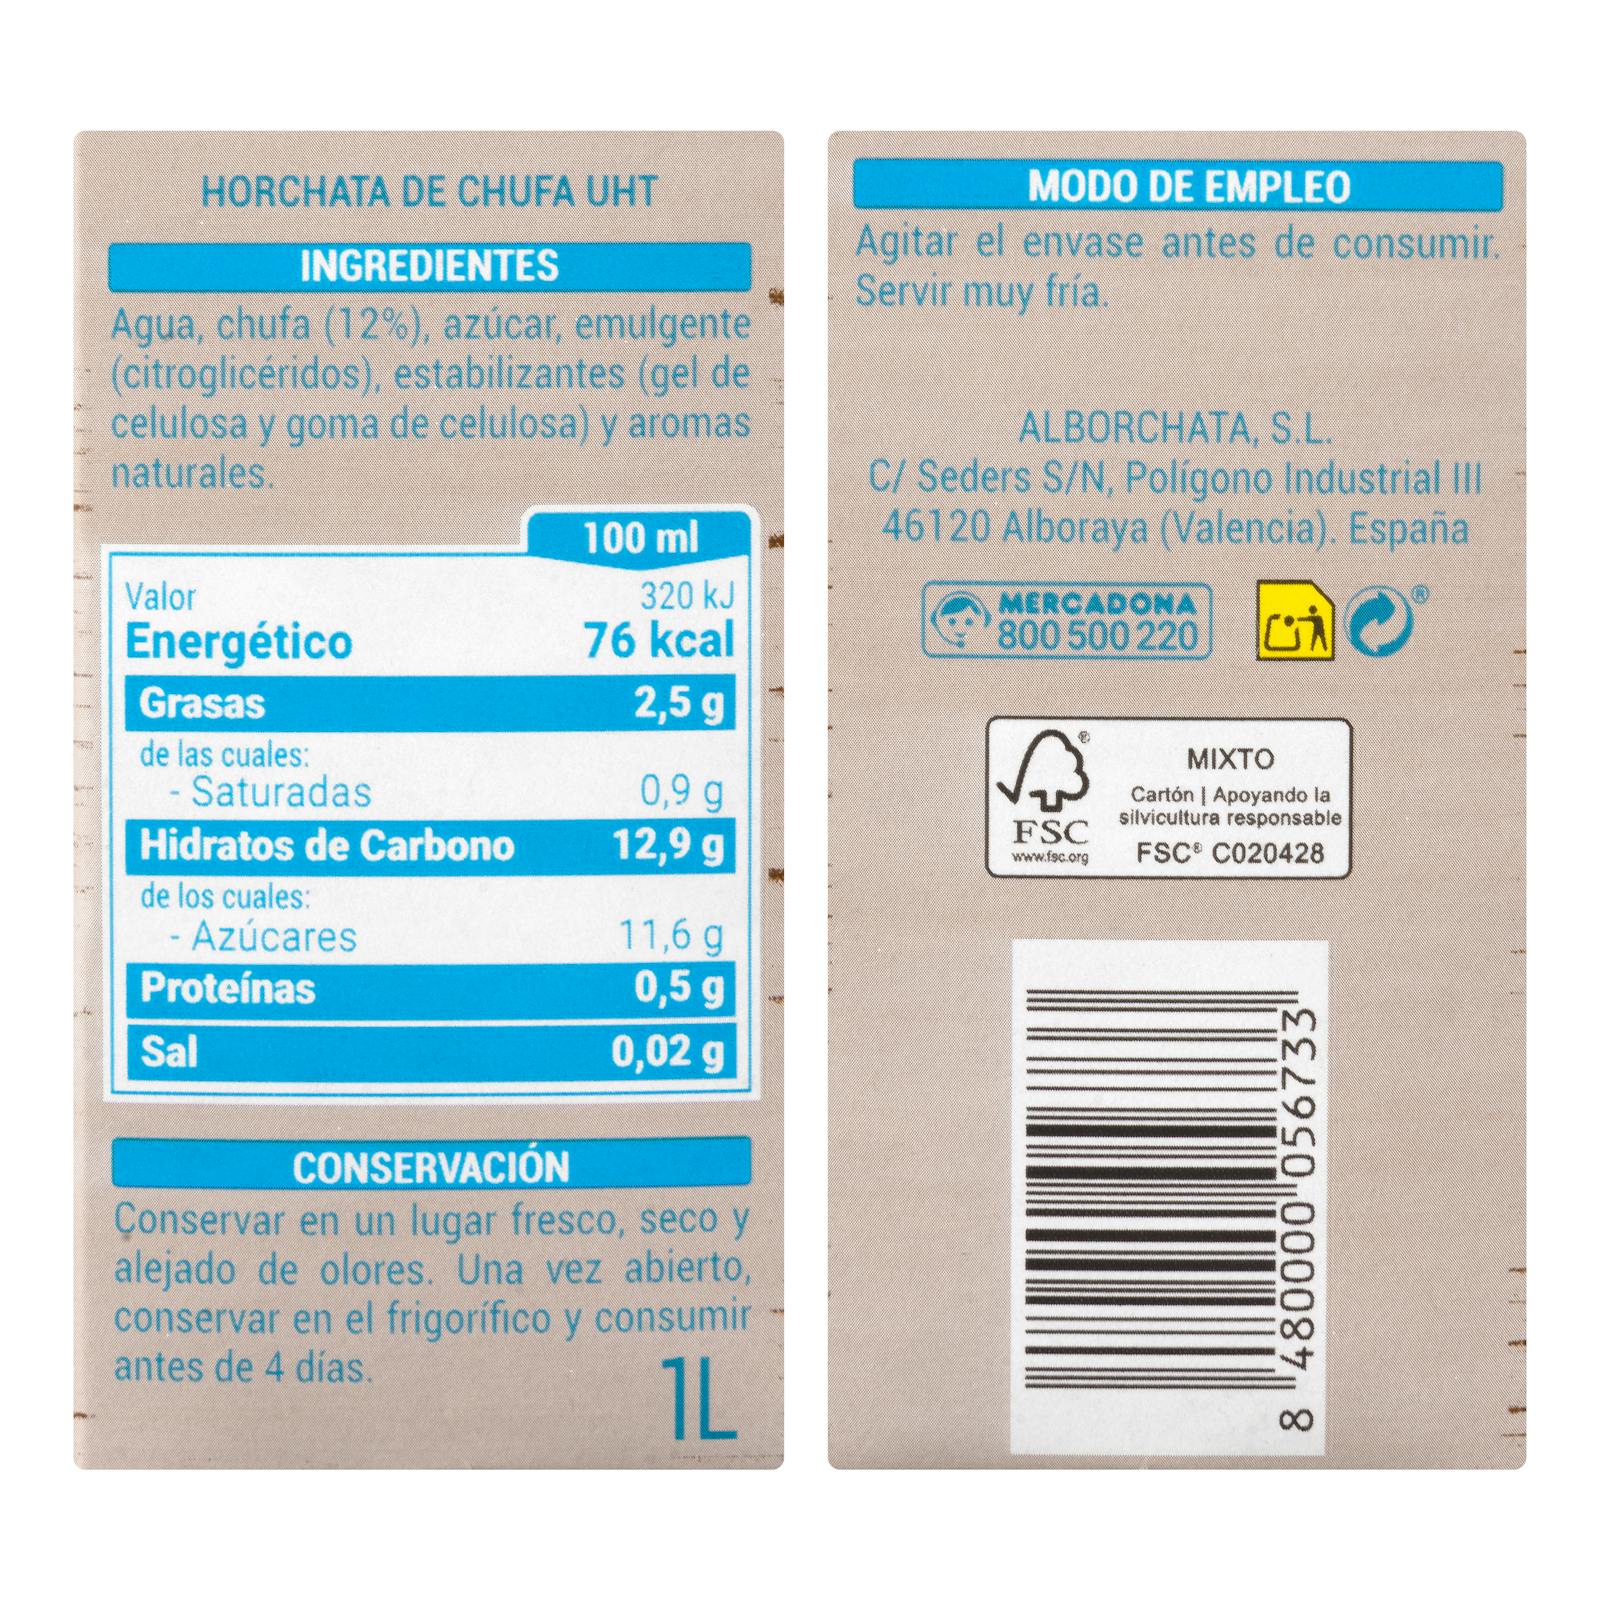 HORCHATA DE CHUFA UHT
INGREDIENTES
Agua, chufa (12%), azúcar, emulgente
(citroglicéridos), estabilizantes (gel de
celulosa y goma de celulosa) y aromas
naturales.
100 ml
Valor 320 kJ
Energético 76 kcal
Grasas 2,5 g
de las cuales:
- Saturadas 0,9 g
Hidratos de Carbono 12,9 g
de los cuales:
- Azúcares 11,6 g
Proteínas 0,5 g
Sal 0,02 g
CONSERVACIÓN
Conservar en un lugar fresco, seco y
alejado de olores. Una vez abierto,
conservar en el frigorífico y consumir
antes de 4 días.
1L
MODO DE EMPLEO
Agitar el envase antes de consumir.
Servir muy fría.
ALBORCHATA, S.L.
C/ Seders S/N, Polígono Industrial III
46120 Alboraya (Valencia). España
MERCADONA
800 500 220
®
®
FSC
www.fsc.org
MIXTO
Cartón | Apoyando la
silvicultura responsable
FSC® C020428
8 480000 056733